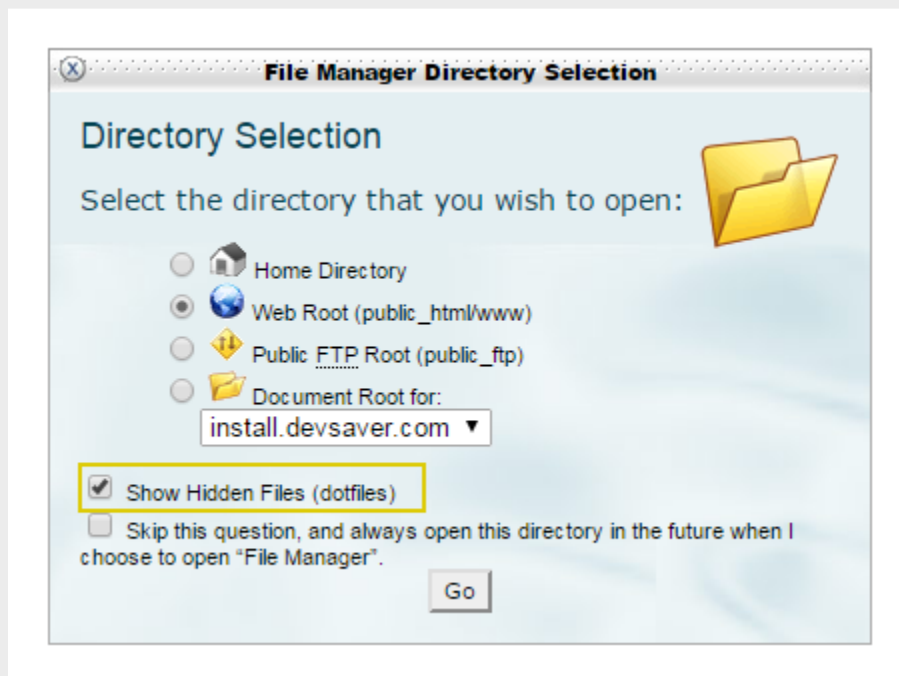 File Manager Directory Selection
Directory Selection
Select the directory that you wish to open:
Home Directory
Web Root (public_html/www)
Public FTP Root (public_ftp)
Document Root for:
install.devsaver.com
Show Hidden Files (dotfiles)
Skip this question, and always open this directory in the future when I
choose to open “File Manager”.
Go